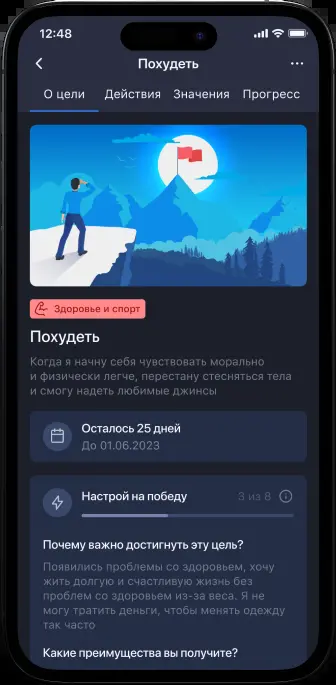 12:48
Похудеть
О цели Действия Значения Прогресс
Здоровье и спорт
Похудеть
Когда я начну себя чувствовать морально
и физически легче, перестану стесняться тела
и смогу надеть любимые джинсы
Осталось 25 дней
До 01.06.2023
Настрой на победу 3 из 8
Почему важно достигнуть эту цель?
Появились проблемы со здоровьем, хочу
жить долгую и счастливую жизнь без
проблем со здоровьем из-за веса. Я не
могу тратить деньги, чтобы менять одежду
так часто
Какие преимущества вы получите?